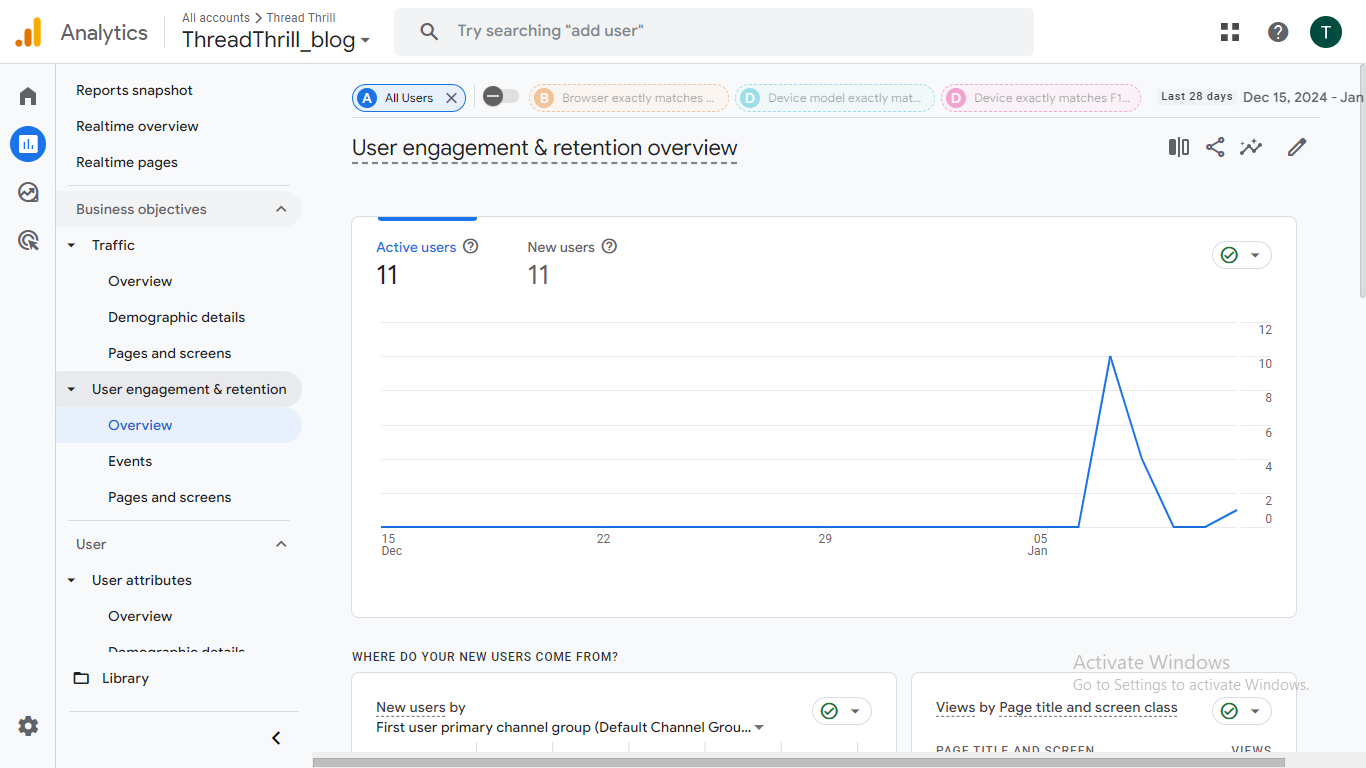 Analytics
All accounts > Thread Thrill
ThreadThrill_blog
Try searching "add user"
T
Reports snapshot
Realtime overview
Realtime pages
Business objectives
Traffic
Overview
Demographic details
Pages and screens
User engagement & retention
Overview
Events
Pages and screens
User
User attributes
Overview
Demographic details
Library
A All Users
B Browser exactly matches ...
D Device model exactly mat...
D Device exactly matches F1...
Last 28 days Dec 15, 2024 - Jan
User engagement & retention overview
Active users
11
New users
11
12
10
8
6
4
2
0
15
Dec
22
29
05
Jan
WHERE DO YOUR NEW USERS COME FROM?
New users by
First user primary channel group (Default Channel Grou...
Views by Page title and screen class
PAGE TITLE AND SCREEN
VIEWS
Activate Windows
Go to Settings to activate Windows.